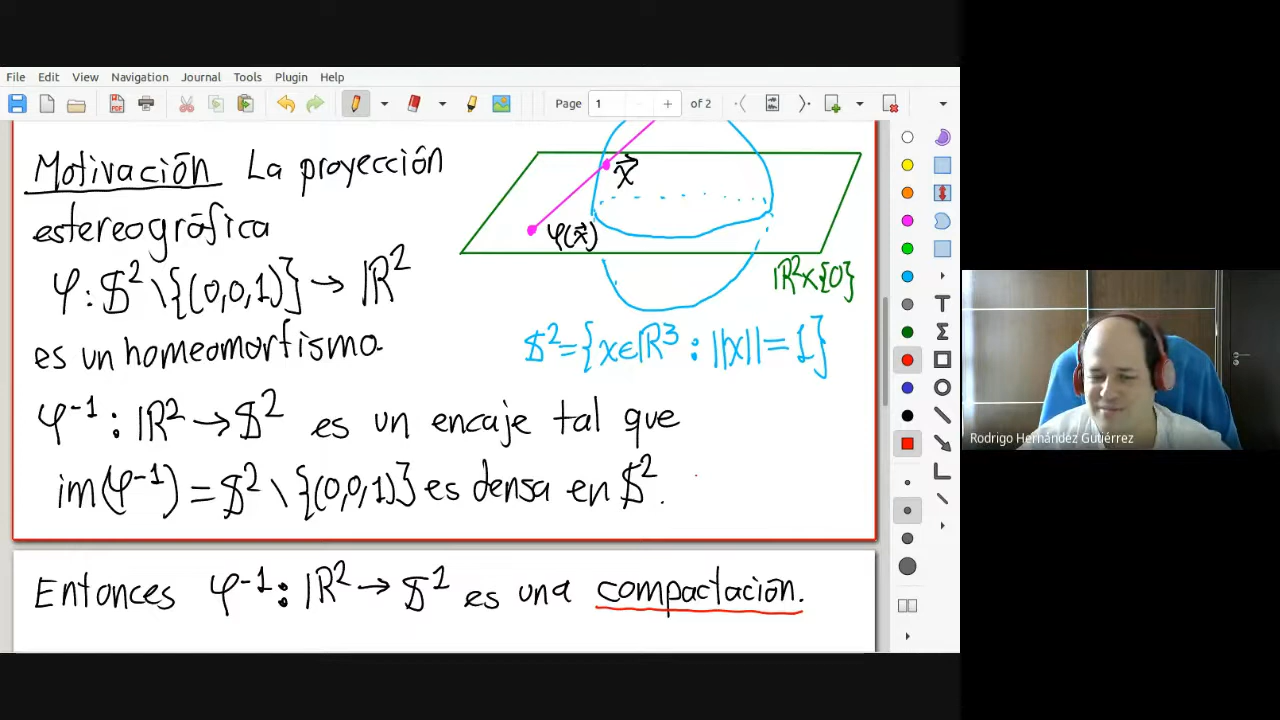 File Edit View Navigation Journal Tools Plugin Help
Page 1 of 2
Motivación La proyección
estereográfica
φ: S² \ {(0,0,1)} → ℝ²
es un homeomorfismo.
x⃗
φ(x⃗)
ℝ²×{0}
S²={x∈ℝ³ : ||x||=1}
φ⁻¹: ℝ² → S² es un encaje tal que
im(φ⁻¹) = S² \ {(0,0,1)} es densa en S².
Entonces φ⁻¹: ℝ² → S² es una compactación.
Rodrigo Hernández Gutiérrez